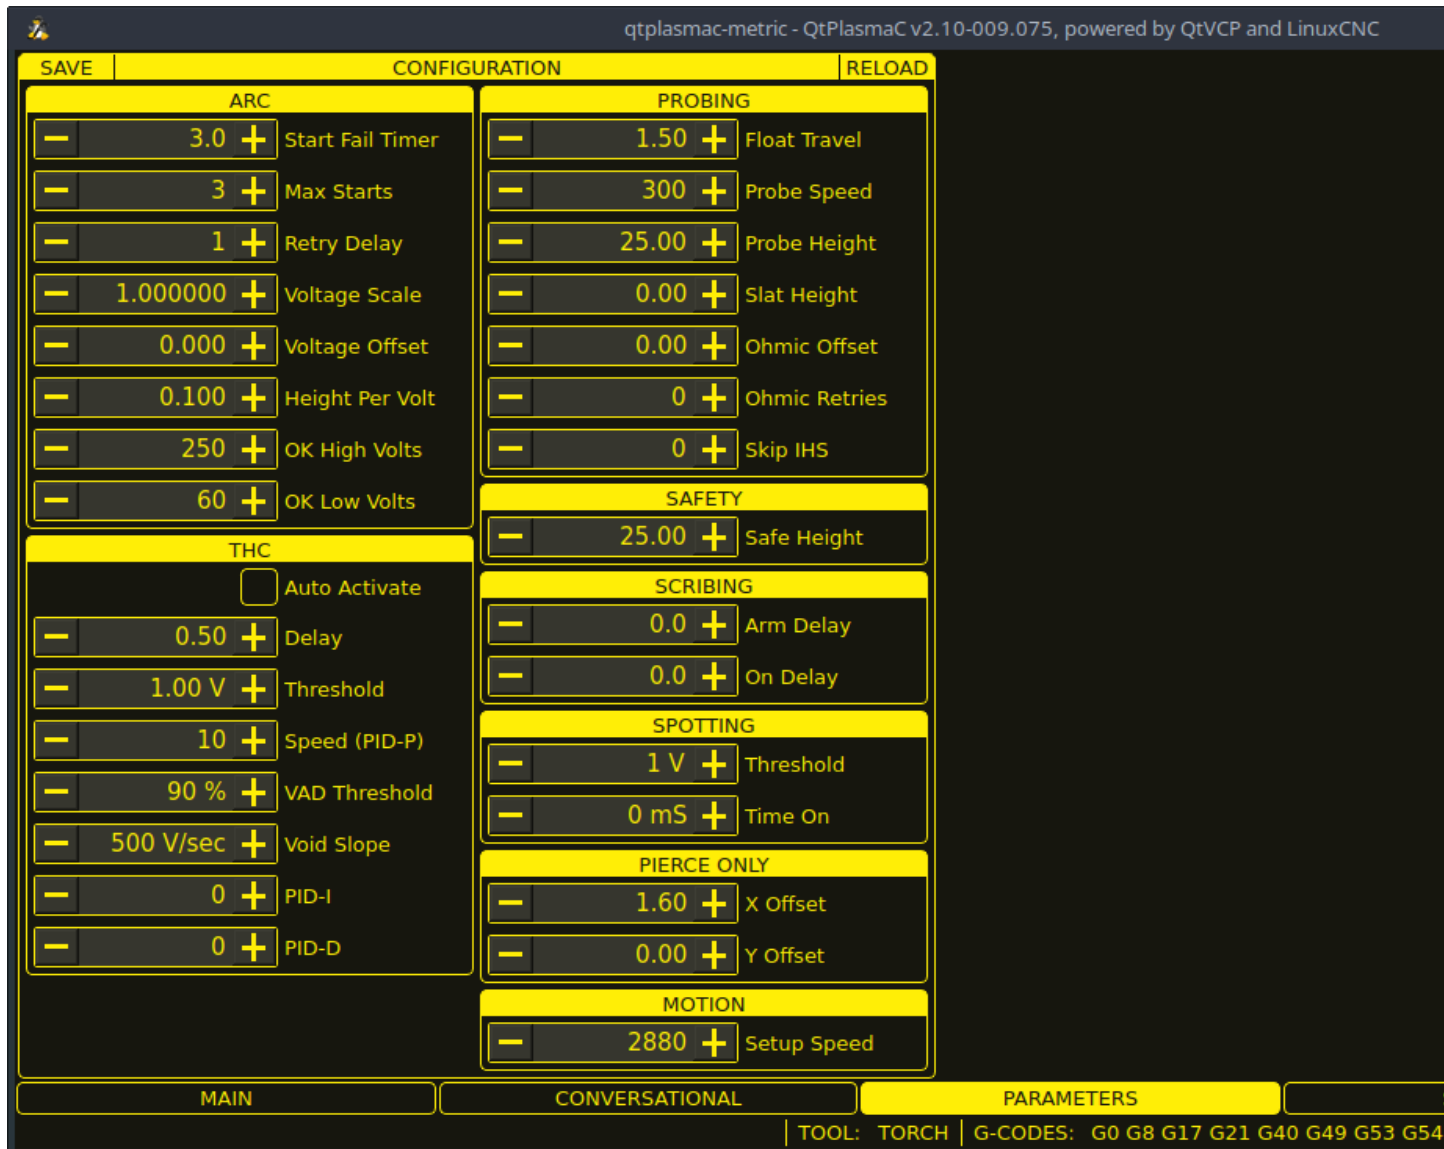 qtplasmac-metric - QtPlasmaC v2.10-009.075, powered by QtVCP and LinuxCNC
SAVE CONFIGURATION RELOAD
ARC
3.0 Start Fail Timer
3 Max Starts
1 Retry Delay
1.000000 Voltage Scale
0.000 Voltage Offset
0.100 Height Per Volt
250 OK High Volts
60 OK Low Volts
THC
Auto Activate
0.50 Delay
1.00 V Threshold
10 Speed (PID-P)
90 % VAD Threshold
500 V/sec Void Slope
0 PID-I
0 PID-D
PROBING
1.50 Float Travel
300 Probe Speed
25.00 Probe Height
0.00 Slat Height
0.00 Ohmic Offset
0 Ohmic Retries
0 Skip IHS
SAFETY
25.00 Safe Height
SCRIBING
0.0 Arm Delay
0.0 On Delay
SPOTTING
1 V Threshold
0 mS Time On
PIERCE ONLY
1.60 X Offset
0.00 Y Offset
MOTION
2880 Setup Speed
MAIN CONVERSATIONAL PARAMETERS
TOOL: TORCH G-CODES: G0 G8 G17 G21 G40 G49 G53 G54